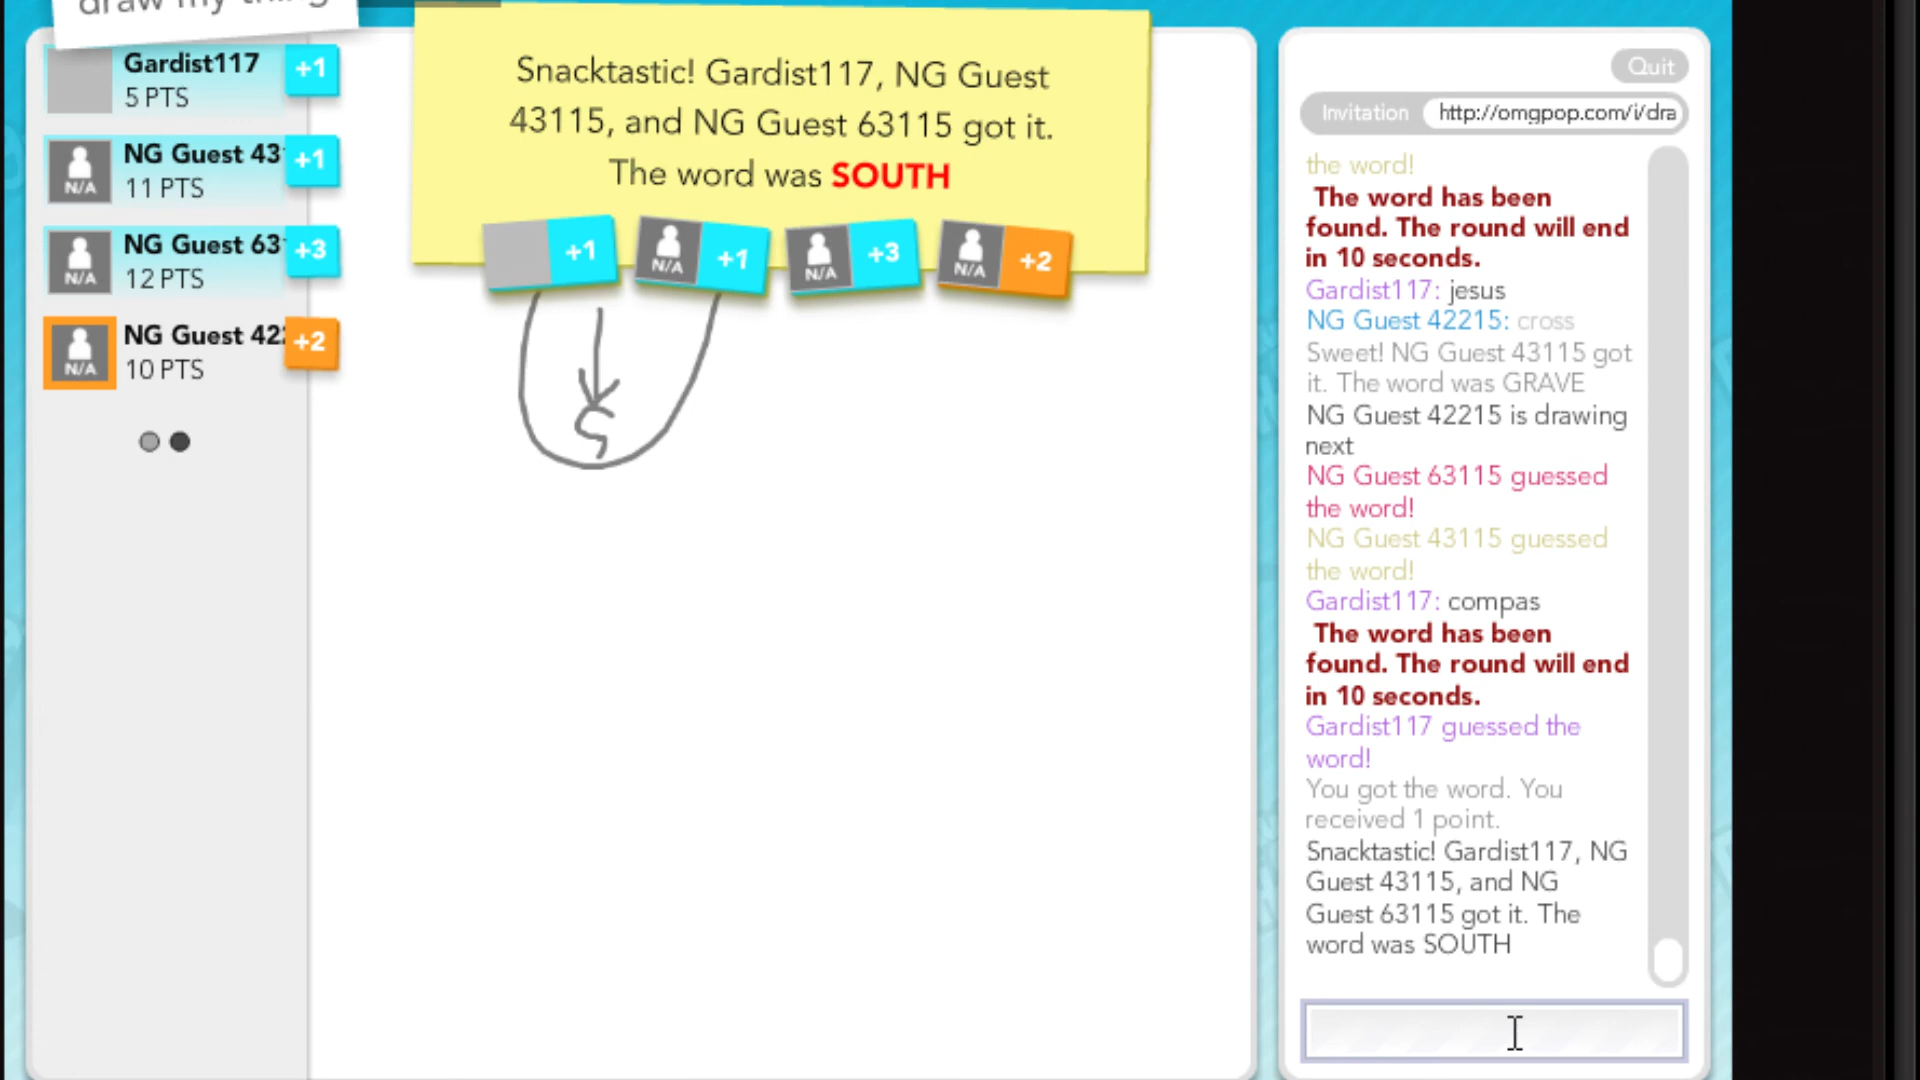 draw my thing
Gardist117
5 PTS
+1
NG Guest 43
11 PTS
+1
NG Guest 63
12 PTS
+3
NG Guest 42
10 PTS
+2
N/A
N/A
N/A
Snacktastic! Gardist117, NG Guest
43115, and NG Guest 63115 got it.
The word was SOUTH
+1
N/A +1
N/A +3
N/A +2
S
Quit
Invitation http://omgpop.com/i/dra
the word!
The word has been
found. The round will end
in 10 seconds.
Gardist117: jesus
NG Guest 42215: cross
Sweet! NG Guest 43115 got
it. The word was GRAVE
NG Guest 42215 is drawing
next
NG Guest 63115 guessed
the word!
NG Guest 43115 guessed
the word!
Gardist117: compas
The word has been
found. The round will end
in 10 seconds.
Gardist117 guessed the
word!
You got the word. You
received 1 point.
Snacktastic! Gardist117, NG
Guest 43115, and NG
Guest 63115 got it. The
word was SOUTH